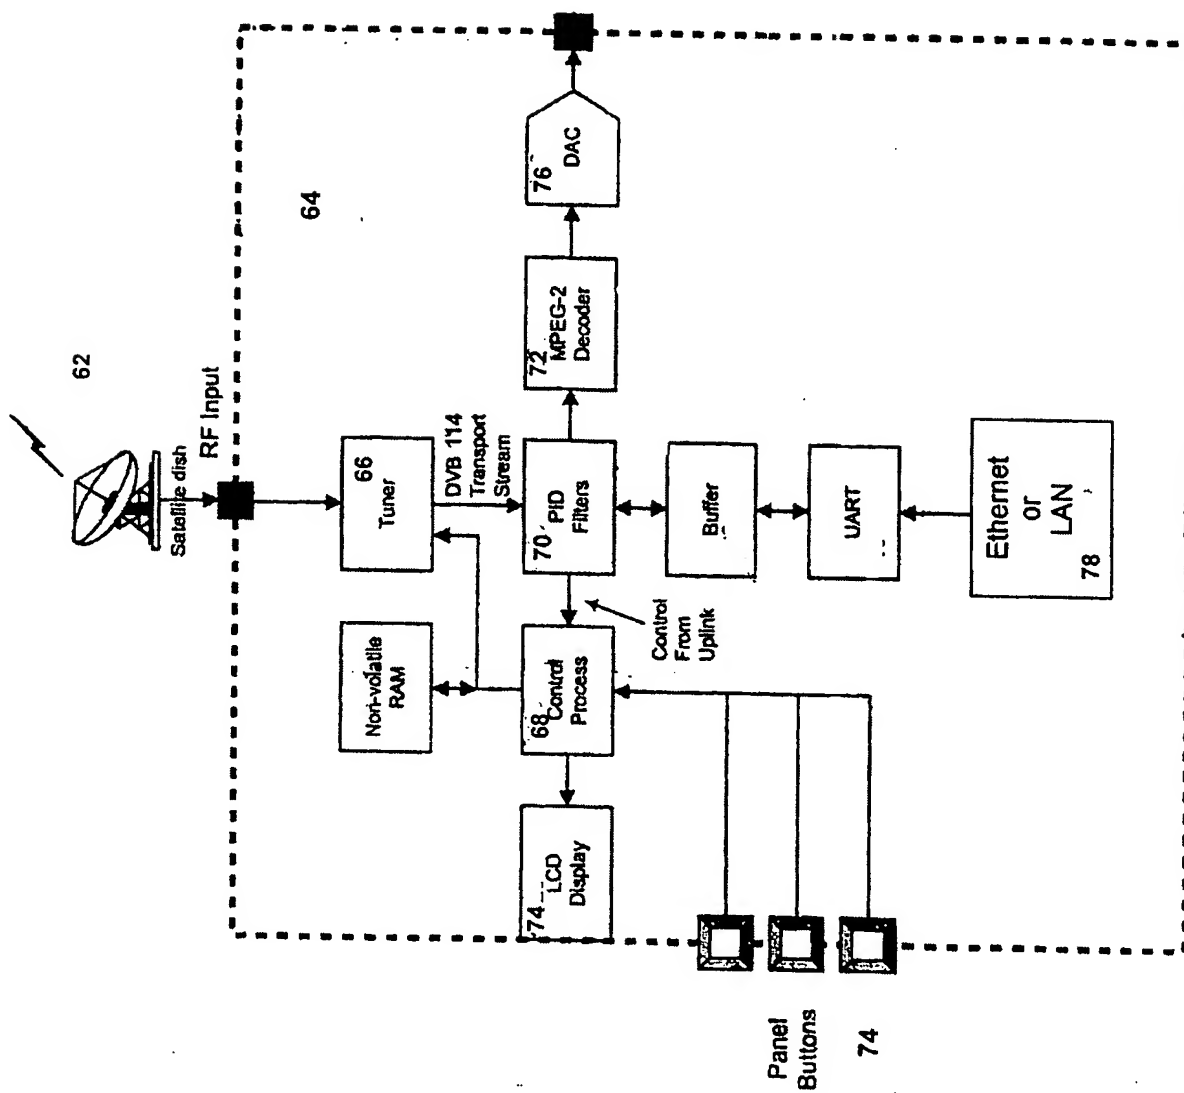 62
Satellite dish
RF Input
64
66
Tuner
Non-volatile
RAM
DVB 114
Transport
Stream
74
LCD
Display
68
Control
Process
70
PID
Filters
72
MPEG-2
Decoder
76
DAC
Control
From
Uplink
Buffer
UART
Ethernet
or
LAN
78
Panel
Buttons
74